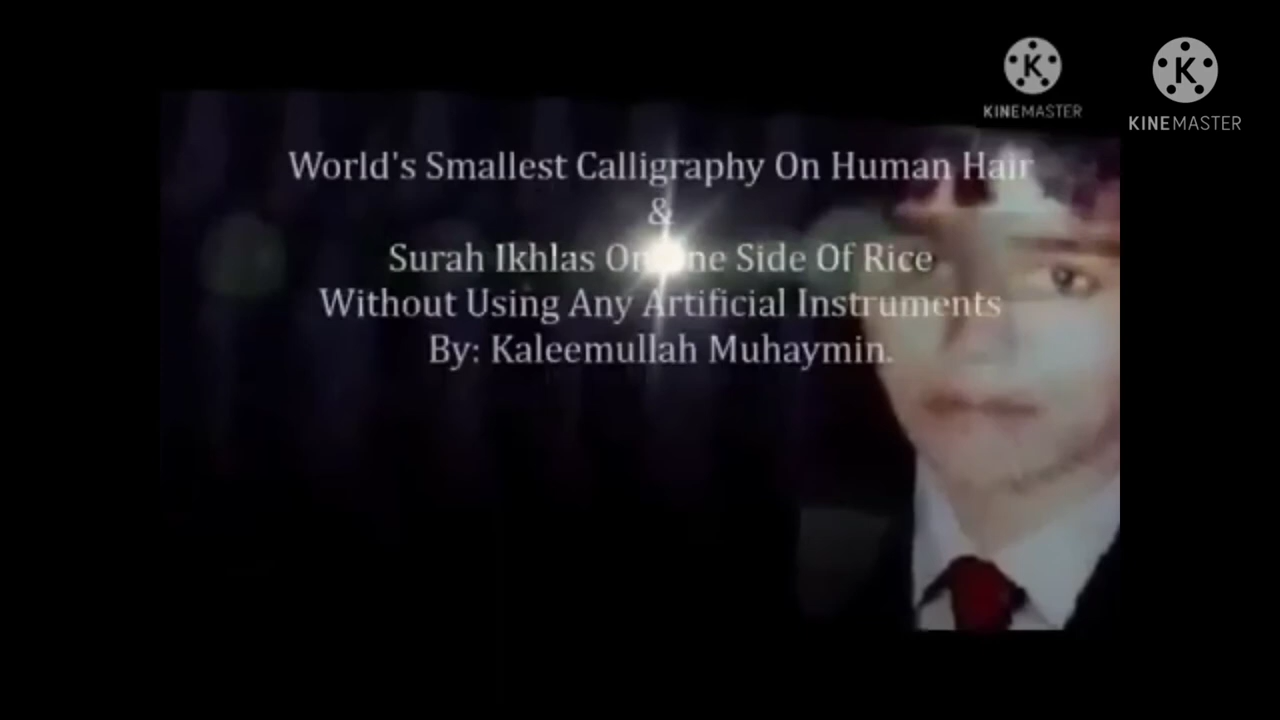 KINEMASTER
KINEMASTER
World's Smallest Calligraphy On Human Hair
&
Surah Ikhlas On One Side Of Rice
Without Using Any Artificial Instruments
By: Kaleemullah Muhaymin.